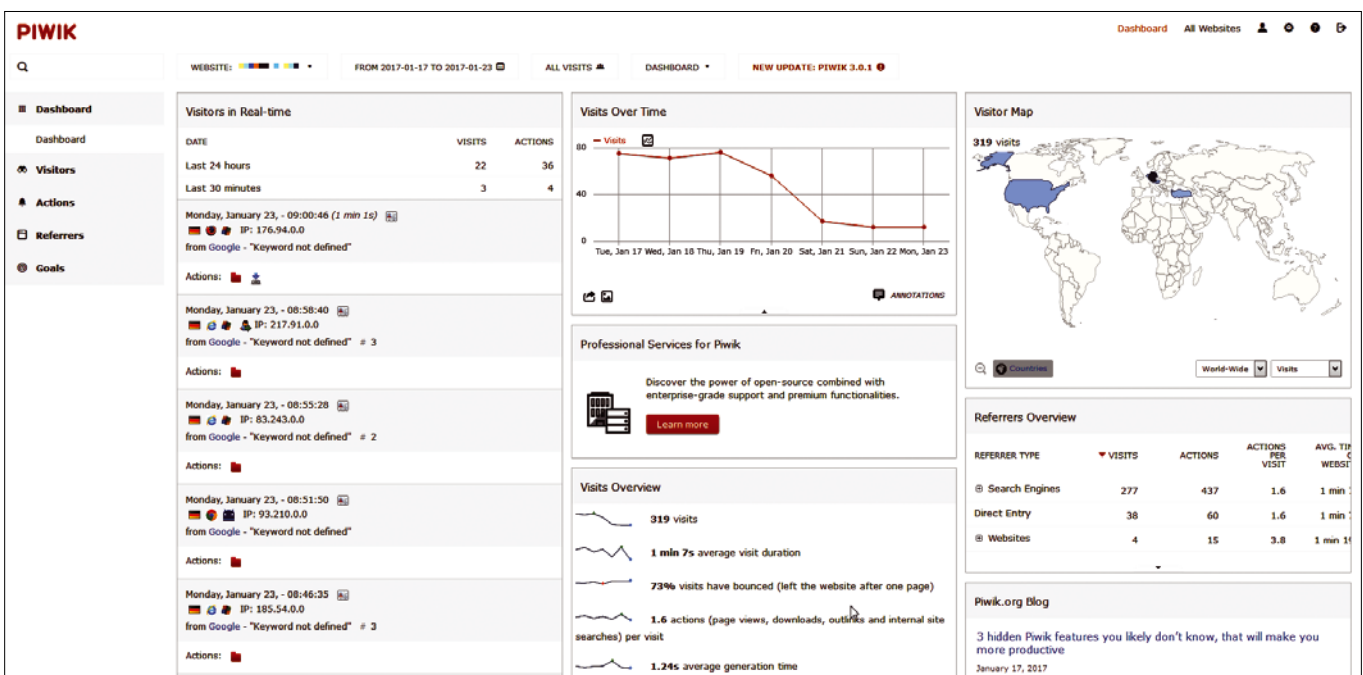 PIWIK
Dashboard All Websites
WEBSITE:
FROM 2017-01-17 TO 2017-01-23
ALL VISITS
DASHBOARD
NEW UPDATE: PIWIK 3.0.1
Dashboard
Dashboard
Visitors
Actions
Referrers
Goals
Visitors in Real-time
DATE VISITS ACTIONS
Last 24 hours 22 36
Last 30 minutes 3 4
Monday, January 23, - 09:00:46 (1 min 1s)
IP: 176.94.0.0
from Google - "Keyword not defined"
Actions:
Monday, January 23, - 08:58:40
IP: 217.91.0.0
from Google - "Keyword not defined" # 3
Actions:
Monday, January 23, - 08:55:28
IP: 83.243.0.0
from Google - "Keyword not defined" # 2
Actions:
Monday, January 23, - 08:51:50
IP: 93.210.0.0
from Google - "Keyword not defined"
Actions:
Monday, January 23, - 08:46:35
IP: 185.54.0.0
from Google - "Keyword not defined" # 3
Actions:
Visits Over Time
Visits
80
40
0
Tue, Jan 17 Wed, Jan 18 Thu, Jan 19 Fri, Jan 20 Sat, Jan 21 Sun, Jan 22 Mon, Jan 23
ANNOTATIONS
Professional Services for Piwik
Discover the power of open-source combined with
enterprise-grade support and premium functionalities.
Learn more
Visits Overview
319 visits
1 min 7s average visit duration
73% visits have bounced (left the website after one page)
1.6 actions (page views, downloads, outlinks and internal site
searches) per visit
1.24s average generation time
Visitor Map
319 visits
Countries
World-Wide
Visits
Referrers Overview
REFERRER TYPE VISITS ACTIONS ACTIONS PER VISIT AVG.
Search Engines 277 437 1.6 1 min
Direct Entry 38 60 1.6 1 min
Websites 4 15 3.8 1 min
Piwik.org Blog
3 hidden Piwik features you likely don't know, that will make you
more productive
January 17, 2017